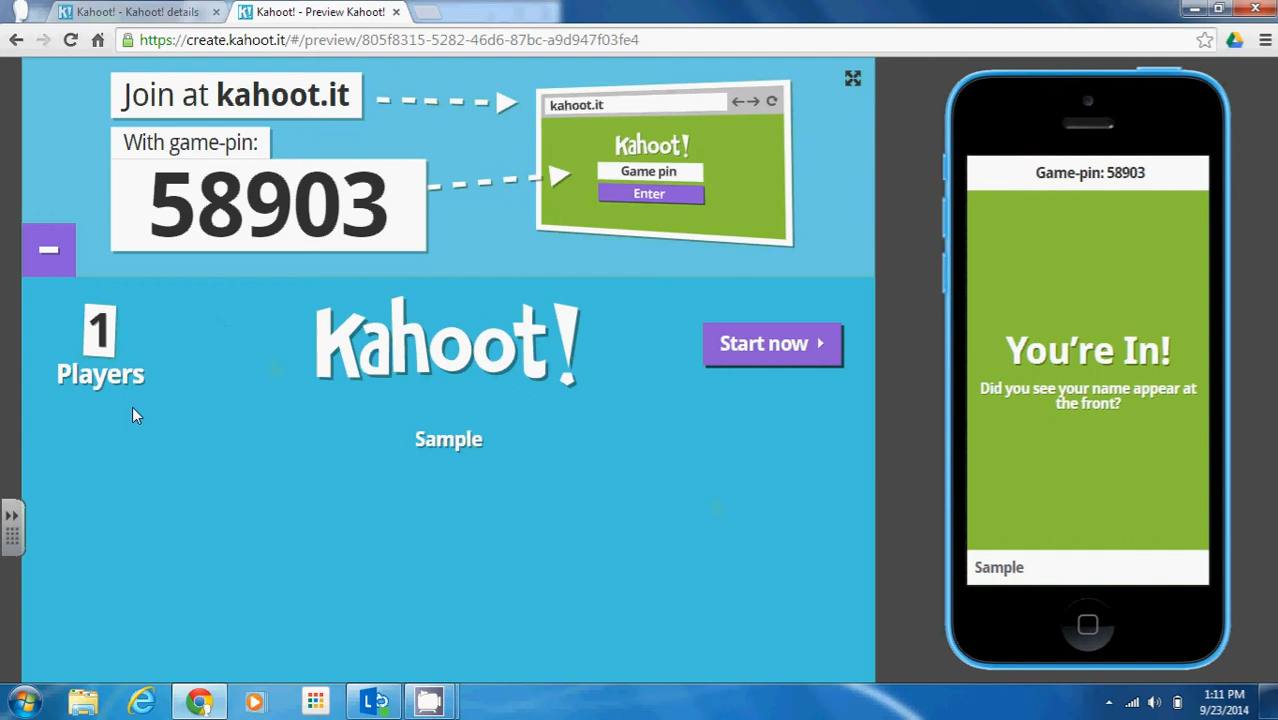 Kahoot! - Kahoot! details
Kahoot! - Preview Kahoot!
https://create.kahoot.it/#/preview/805f8315-5282-46d6-87bc-a9d947f03fe4
Join at kahoot.it
With game-pin:
58903
kahoot.it
Kahoot!
Game pin
Enter
1
Players
Kahoot!
Start now
Sample
Game-pin: 58903
You're In!
Did you see your name appear at
the front?
Sample
1:11 PM
9/23/2014